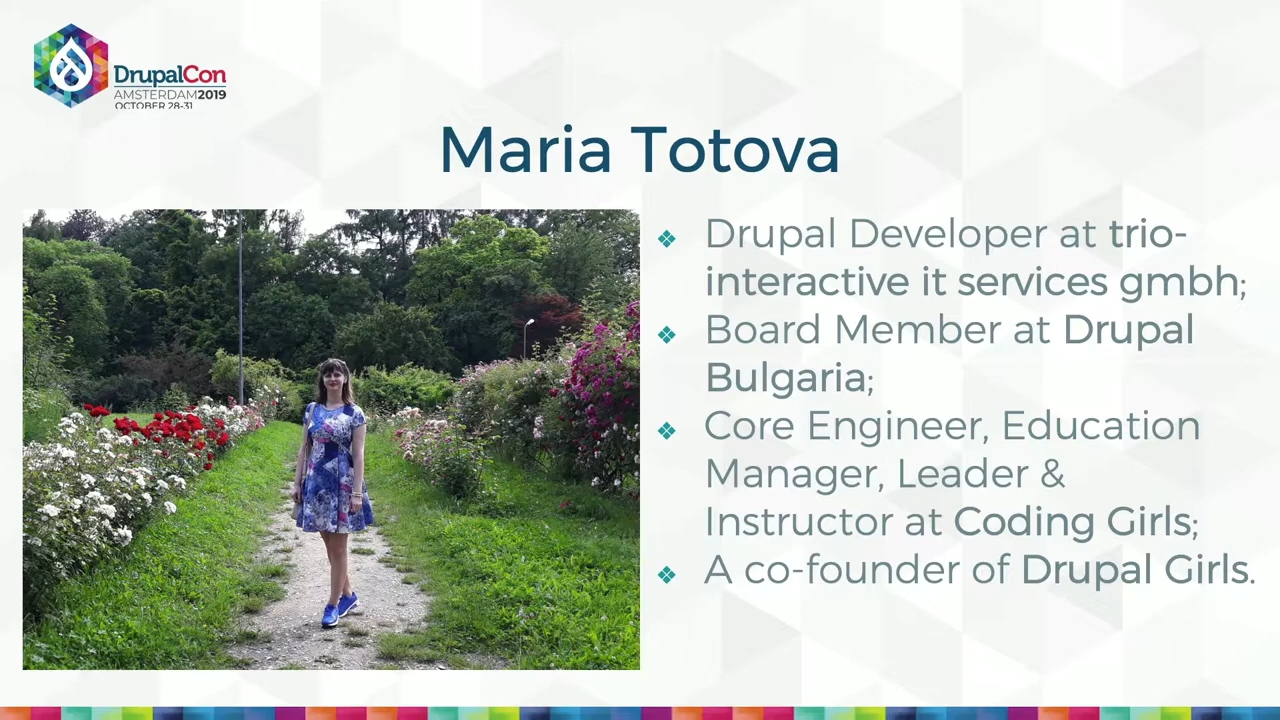 DrupalCon
AMSTERDAM2019
OCTOBER 28-31
Maria Totova
❖ Drupal Developer at trio-
interactive it services gmbh;
❖ Board Member at Drupal
Bulgaria;
❖ Core Engineer, Education
Manager, Leader &
Instructor at Coding Girls;
❖ A co-founder of Drupal Girls.